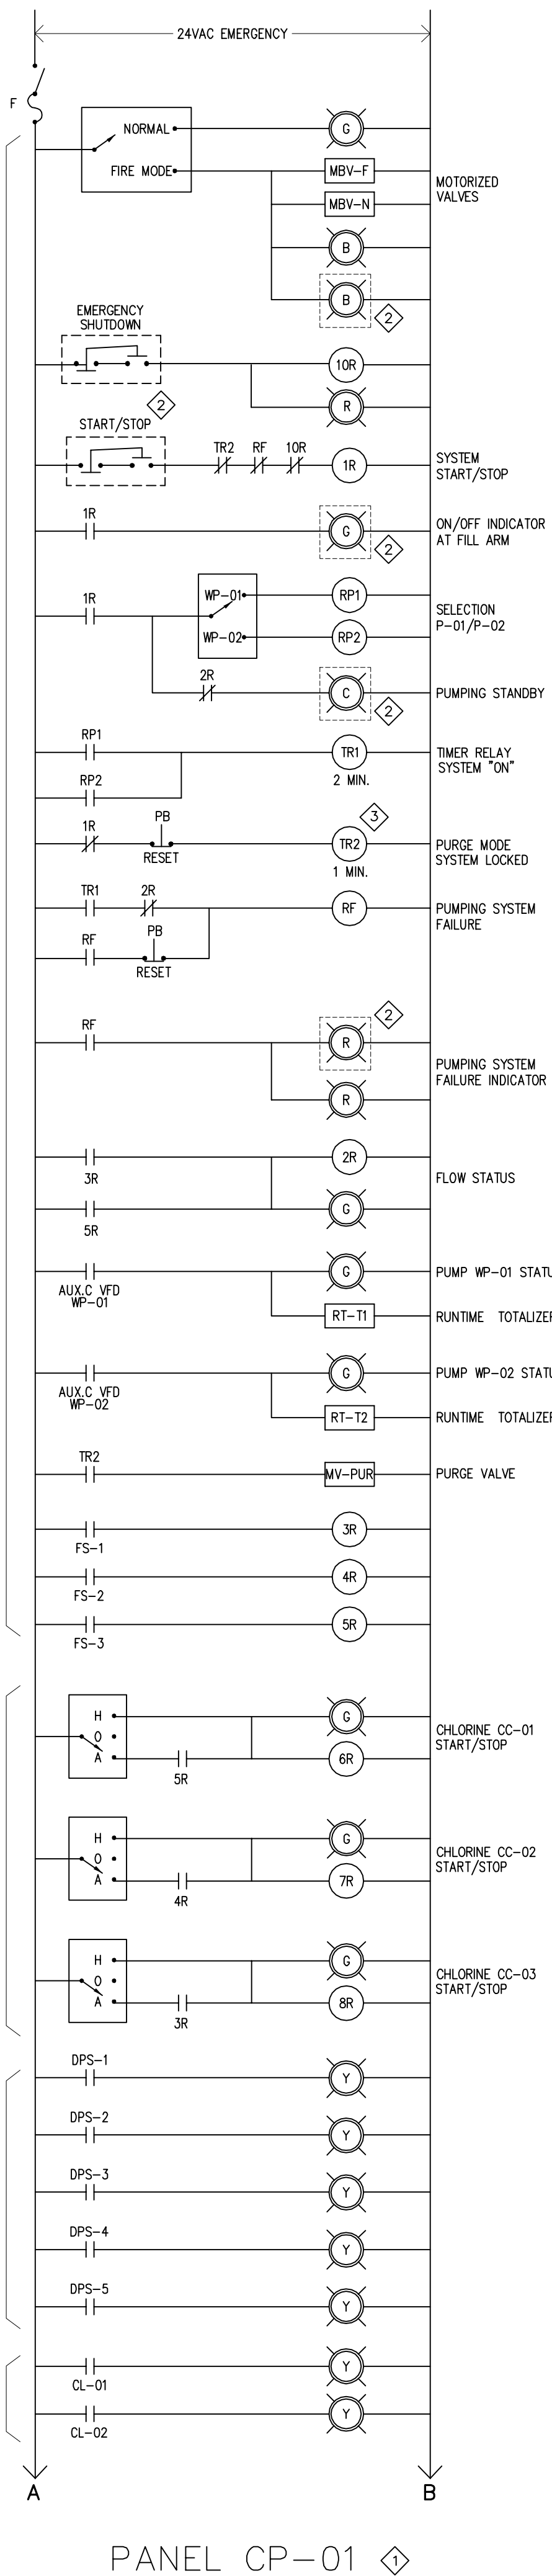 24VAC EMERGENCY
F
NORMAL
G
FIRE MODE
MBV-F
MOTORIZED
VALVES
MBV-N
B
B
2
EMERGENCY
SHUTDOWN
10R
R
2
START/STOP
TR2
RF
10R
1R
SYSTEM
START/STOP
1R
G
ON/OFF INDICATOR
AT FILL ARM
2
1R
WP-01
RP1
SELECTION
P-01/P-02
WP-02
RP2
2R
C
PUMPING STANDBY
2
RP1
TR1
TIMER RELAY
SYSTEM "ON"
2 MIN.
RP2
1R
PB
RESET
3
TR2
PURGE MODE
SYSTEM LOCKED
1 MIN.
TR1
2R
RF
PUMPING SYSTEM
FAILURE
RF
PB
RESET
2
RF
R
PUMPING SYSTEM
FAILURE INDICATOR
R
3R
2R
FLOW STATUS
5R
G
AUX.C VFD
WP-01
G
PUMP WP-01 STATU
RT-T1
RUNTIME TOTALIZER
AUX.C VFD
WP-02
G
PUMP WP-02 STATU
RT-T2
RUNTIME TOTALIZER
TR2
MV-PUR
PURGE VALVE
FS-1
3R
FS-2
4R
FS-3
5R
H
O
A
5R
G
6R
CHLORINE CC-01
START/STOP
H
O
A
4R
G
7R
CHLORINE CC-02
START/STOP
H
O
A
3R
G
8R
CHLORINE CC-03
START/STOP
DPS-1
Y
DPS-2
Y
DPS-3
Y
DPS-4
Y
DPS-5
Y
CL-01
Y
CL-02
Y
A
B
PANEL CP-01 1